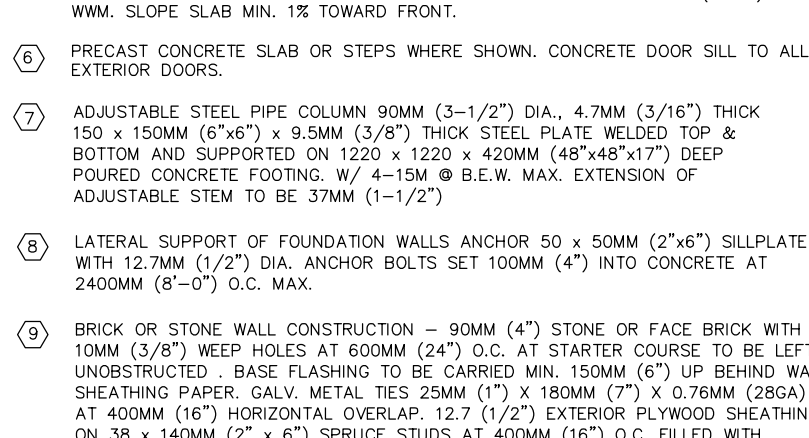 WWM. SLOPE SLAB MIN. 1% TOWARD FRONT.
6 PRECAST CONCRETE SLAB OR STEPS WHERE SHOWN. CONCRETE DOOR SILL TO ALL
EXTERIOR DOORS.
7 ADJUSTABLE STEEL PIPE COLUMN 90MM (3-1/2") DIA., 4.7MM (3/16") THICK
150 x 150MM (6"x6") x 9.5MM (3/8") THICK STEEL PLATE WELDED TOP &
BOTTOM AND SUPPORTED ON 1220 x 1220 x 420MM (48"x48"x17") DEEP
POURED CONCRETE FOOTING. W/ 4-15M @ B.E.W. MAX. EXTENSION OF
ADJUSTABLE STEM TO BE 37MM (1-1/2")
8 LATERAL SUPPORT OF FOUNDATION WALLS ANCHOR 50 x 50MM (2"x6") SILLPLATE
WITH 12.7MM (1/2") DIA. ANCHOR BOLTS SET 100MM (4") INTO CONCRETE AT
2400MM (8'-0") O.C. MAX.
9 BRICK OR STONE WALL CONSTRUCTION - 90MM (4") STONE OR FACE BRICK WITH
10MM (3/8") WEEP HOLES AT 600MM (24") O.C. AT STARTER COURSE TO BE LEFT
UNOBSTRUCTED . BASE FLASHING TO BE CARRIED MIN. 150MM (6") UP BEHIND WA
SHEATHING PAPER. GALV. METAL TIES 25MM (1") X 180MM (7") X 0.76MM (28GA)
AT 400MM (16") HORIZONTAL OVERLAP. 12.7 (1/2") EXTERIOR PLYWOOD SHEATHIN
ON 38 x 140MM (2" x 6") SPRUCE STUDS AT 400MM (16") O.C. FILLED WITH